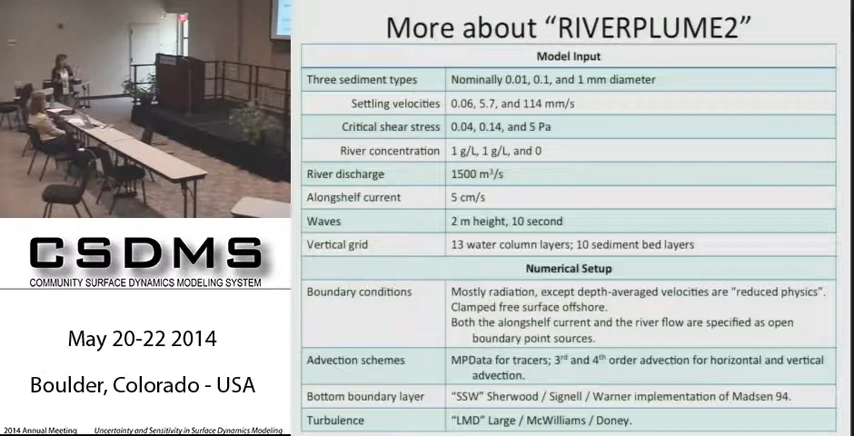 More about “RIVERPLUME2”
Model Input
Three sediment types Nominally 0.01, 0.1, and 1 mm diameter
Settling velocities 0.06, 5.7, and 114 mm/s
Critical shear stress 0.04, 0.14, and 5 Pa
River concentration 1 g/L, 1 g/L, and 0
River discharge 1500 m³/s
Alongshelf current 5 cm/s
Waves 2 m height, 10 second
Vertical grid 13 water column layers; 10 sediment bed layers
Numerical Setup
Boundary conditions Mostly radiation, except depth-averaged velocities are “reduced physics”.
Clamped free surface offshore.
Both the alongshelf current and the river flow are specified as open
boundary point sources.
Advection schemes MPData for tracers; 3rd and 4th order advection for horizontal and vertical
advection.
Bottom boundary layer “SSW” Sherwood / Signell / Warner implementation of Madsen 94.
Turbulence “LMD” Large / McWilliams / Doney.
CSDMS
COMMUNITY SURFACE DYNAMICS MODELING SYSTEM
May 20-22 2014
Boulder, Colorado - USA
2014 Annual Meeting Uncertainty and Sensitivity in Surface Dynamics Modeling